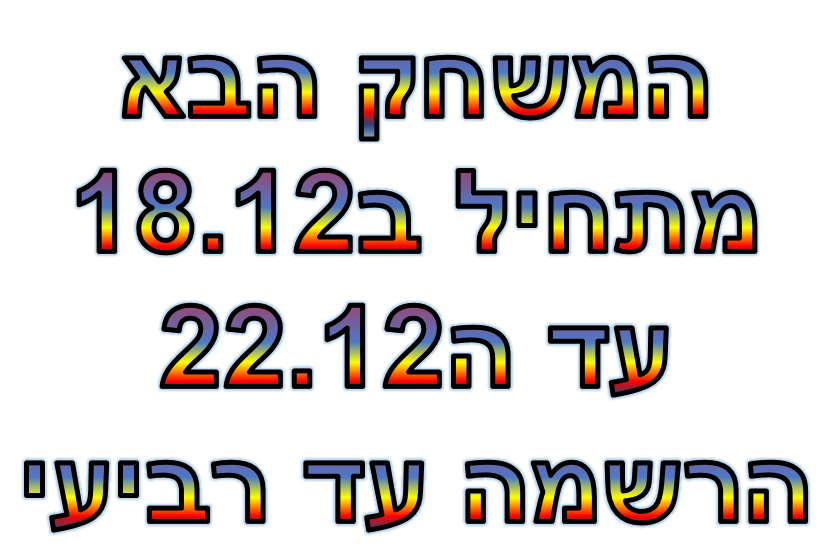 המשחק הבא
מתחיל ב18.12
עד ה22.12
הרשמה עד רביעי